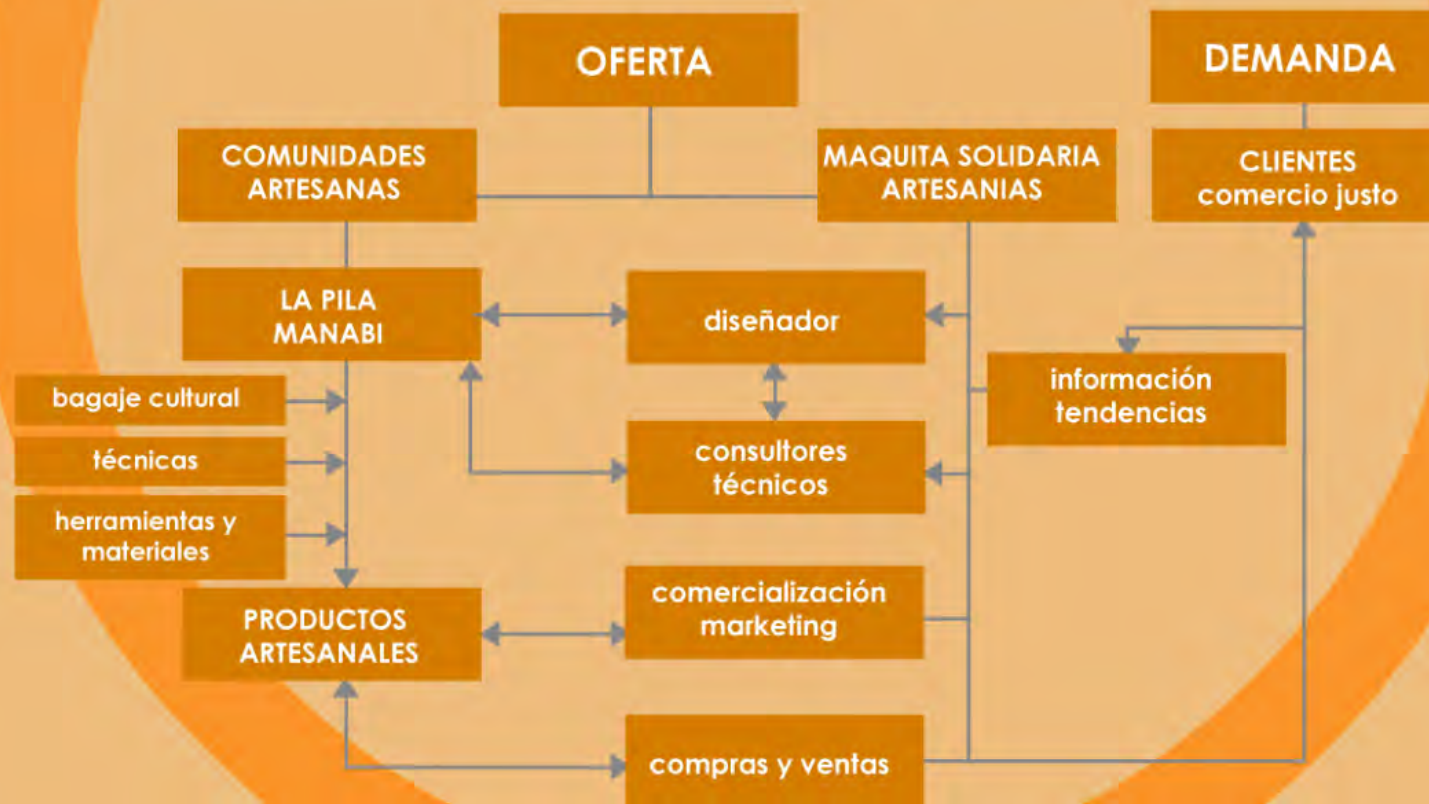 OFERTA
DEMANDA
COMUNIDADES
ARTESANAS
MAQUITA SOLIDARIA
ARTESANIAS
CLIENTES
comercio justo
LA PILA
MANABI
diseñador
información
tendencias
bagaje cultural
técnicas
herramientas y
materiales
consultores
técnicos
PRODUCTOS
ARTESANALES
comercialización
marketing
compras y ventas